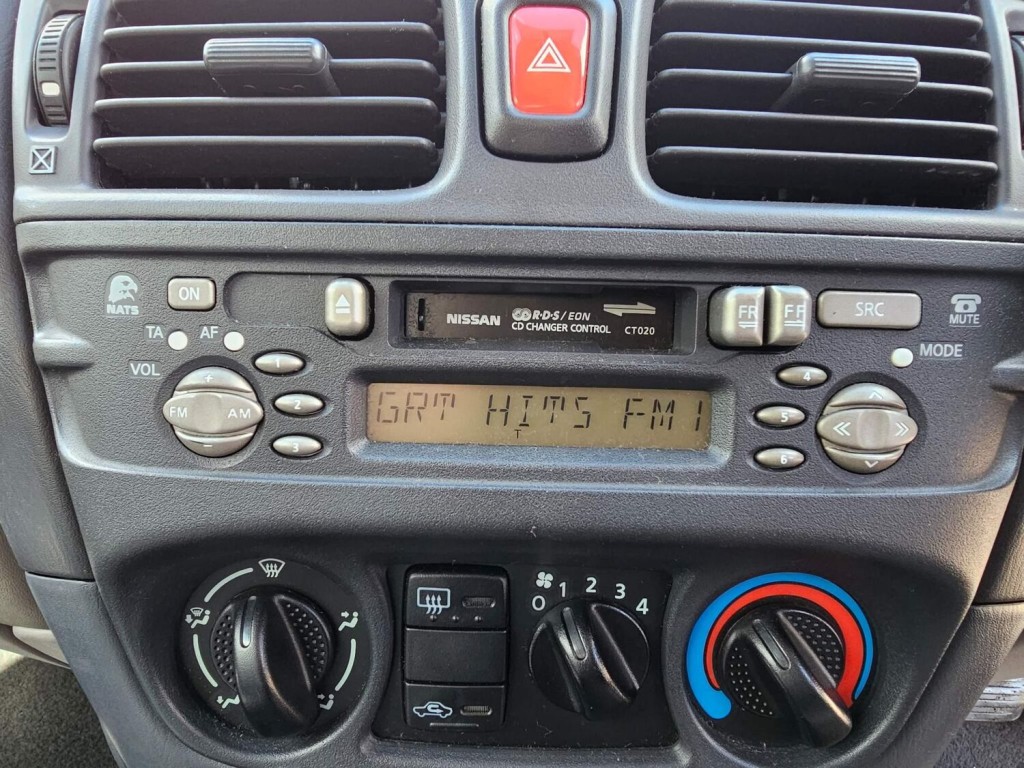 NATS
ON
NISSAN CD R·D·S/EON
CD CHANGER CONTROL CT020
FR FF
SRC
MUTE
TA AF
MODE
VOL
+
FM AM
-
1
2
3
GRT HITS FM1
T
4
5
6
0 1 2 3 4